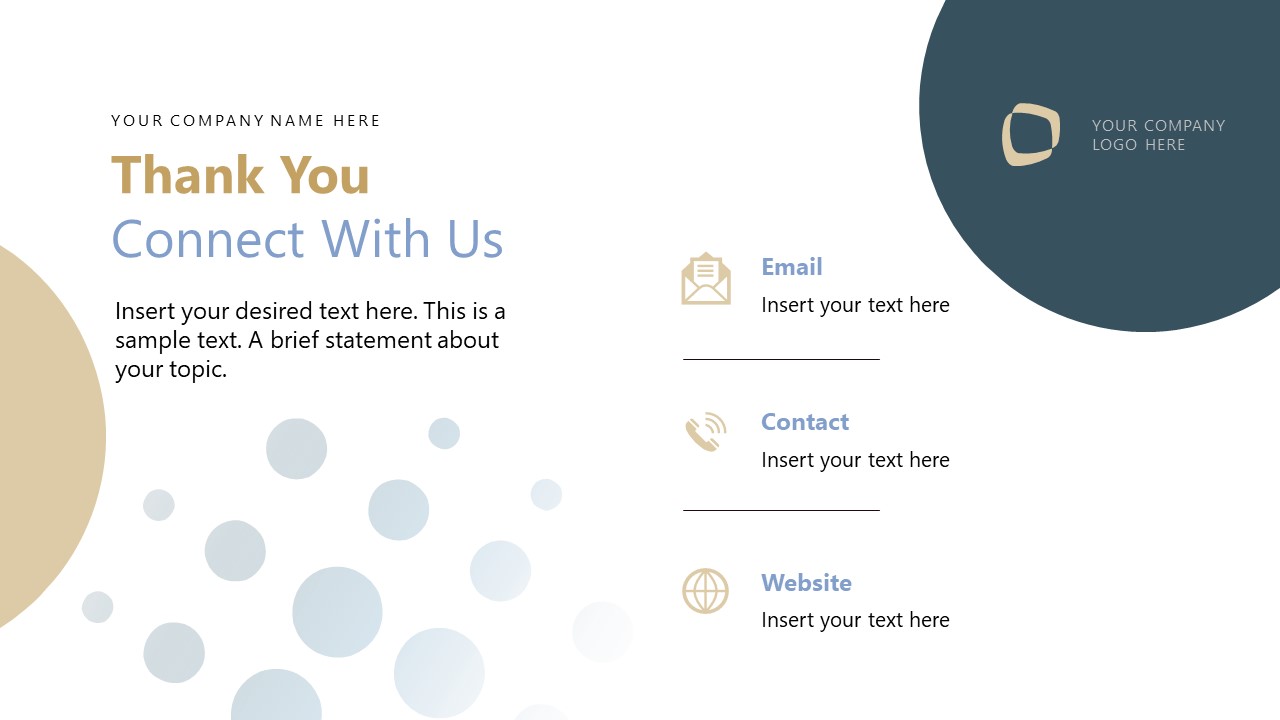 YOUR COMPANY NAME HERE
Thank You
Connect With Us
Insert your desired text here. This is a
sample text. A brief statement about
your topic.
YOUR COMPANY
LOGO HERE
Email
Insert your text here
Contact
Insert your text here
Website
Insert your text here